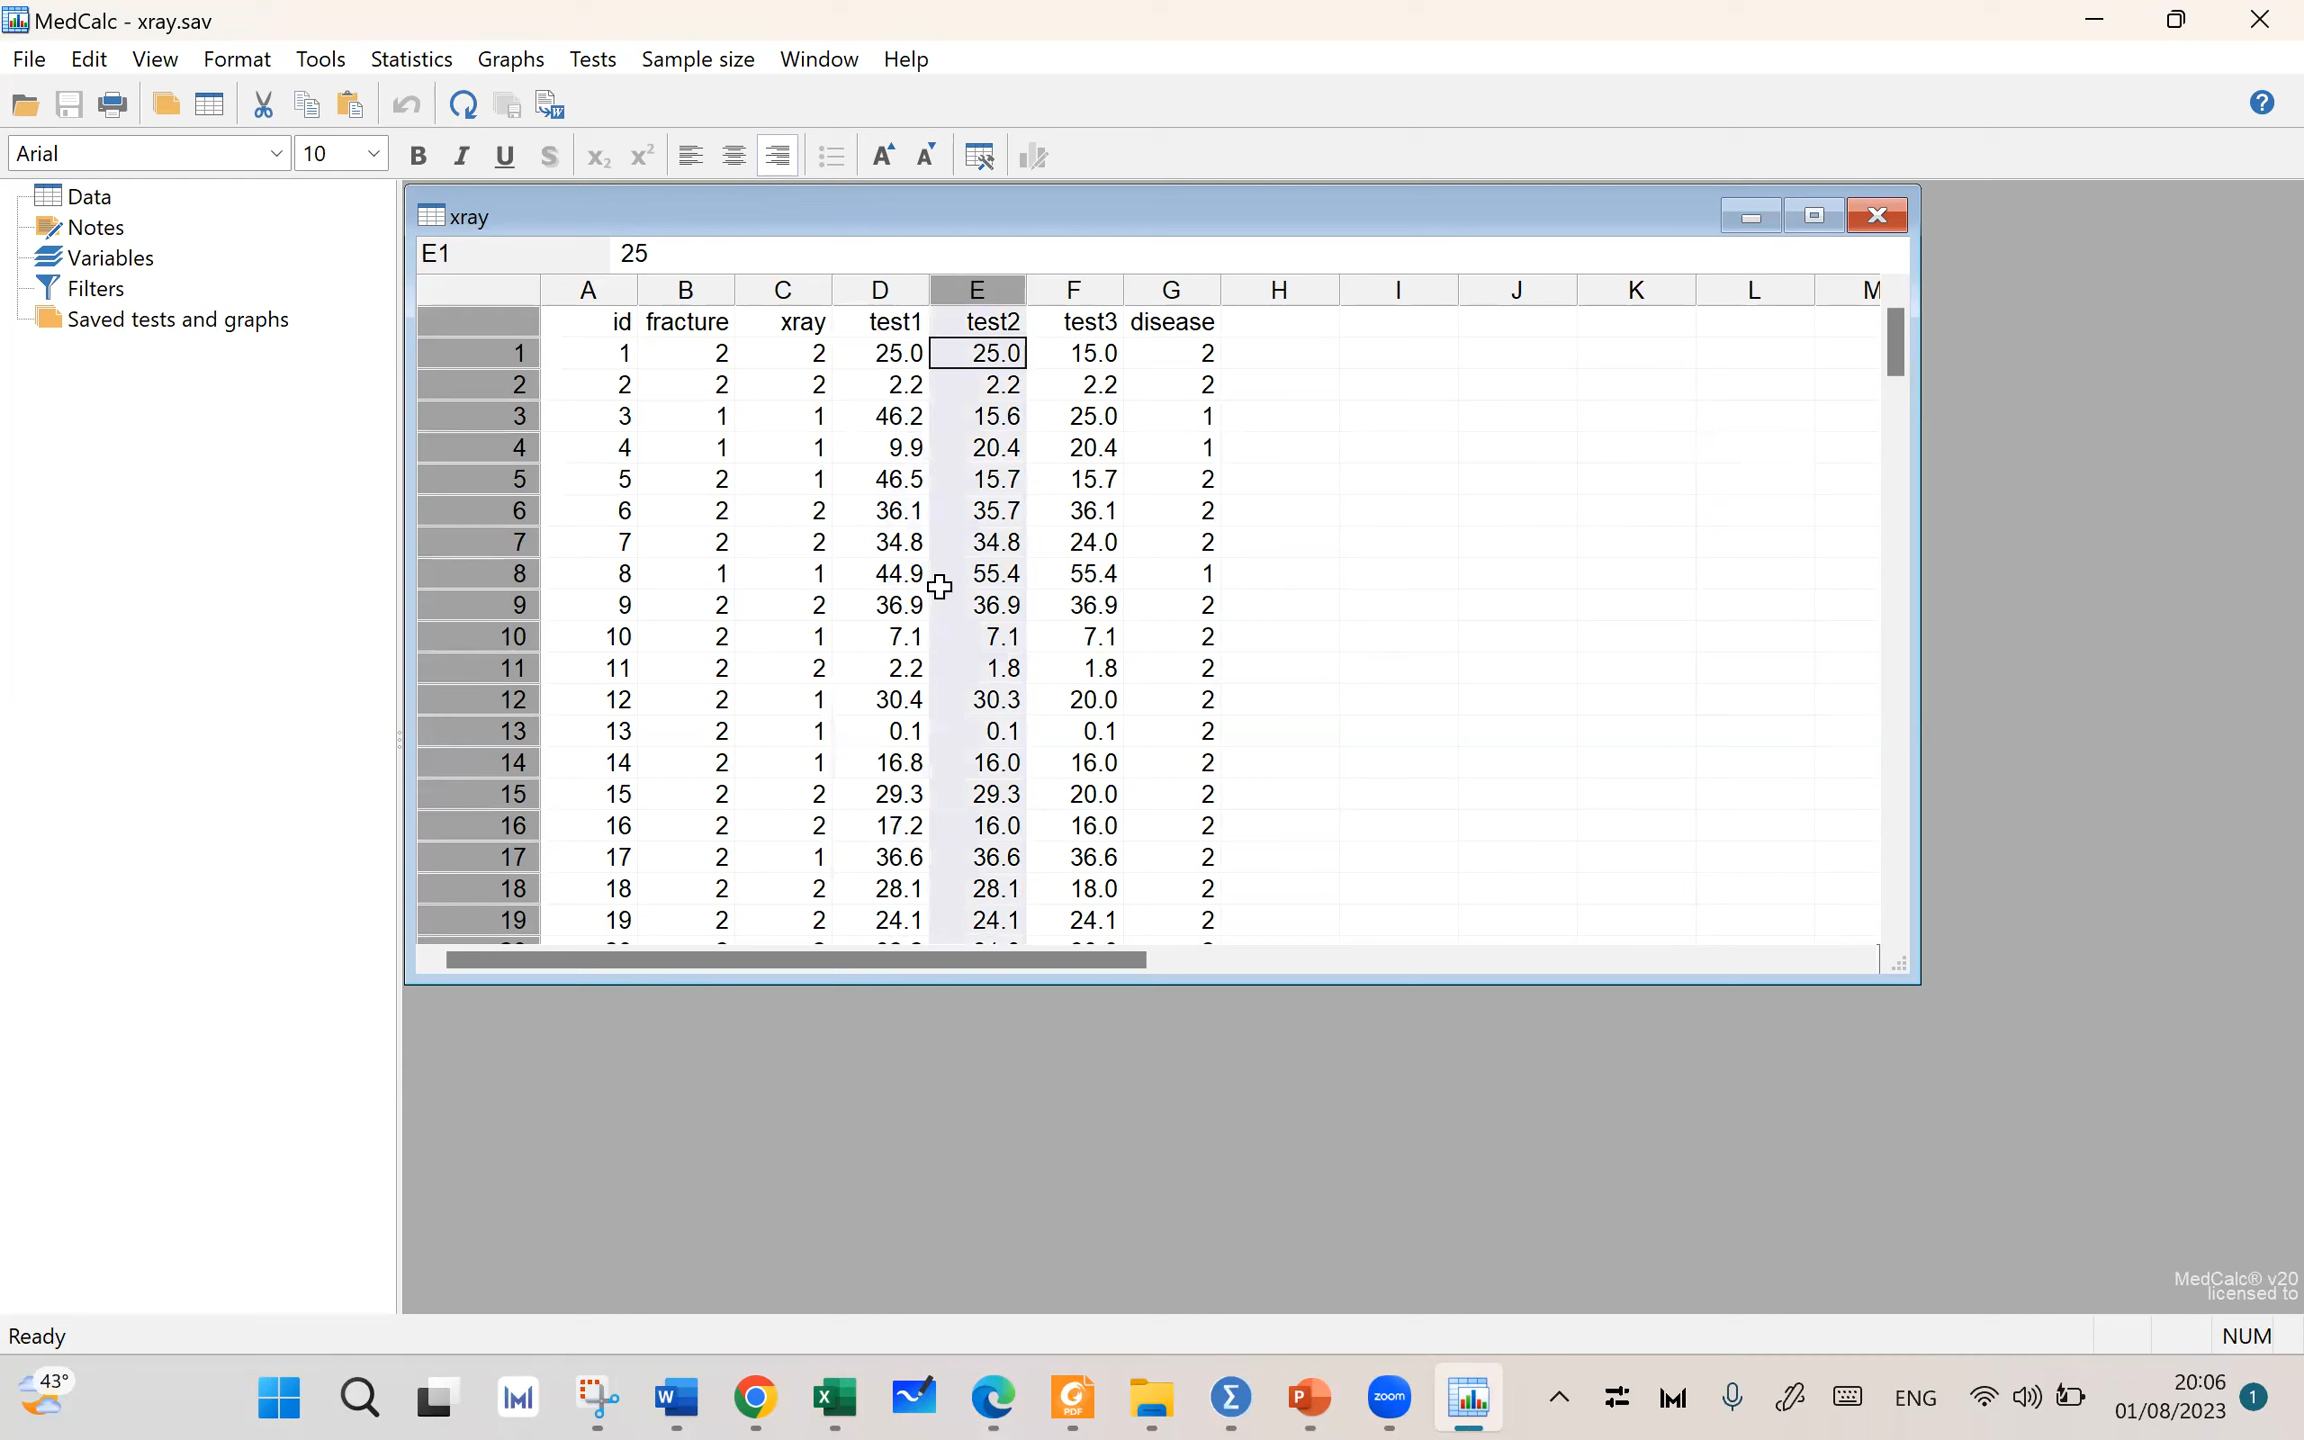 MedCalc - xray.sav
File Edit View Format Tools Statistics Graphs Tests Sample size Window Help
Arial 10 B I U S x₂ x² A A
Data
Notes
Variables
Filters
Saved tests and graphs
xray
E1 25
A B C D E F G H I J K L M
id fracture xray test1 test2 test3 disease
1 1 2 2 25.0 25.0 15.0 2
2 2 2 2 2.2 2.2 2.2 2
3 3 1 1 46.2 15.6 25.0 1
4 4 1 1 9.9 20.4 20.4 1
5 5 2 1 46.5 15.7 15.7 2
6 6 2 2 36.1 35.7 36.1 2
7 7 2 2 34.8 34.8 24.0 2
8 8 1 1 44.9 55.4 55.4 1
9 9 2 2 36.9 36.9 36.9 2
10 10 2 1 7.1 7.1 7.1 2
11 11 2 2 2.2 1.8 1.8 2
12 12 2 1 30.4 30.3 20.0 2
13 13 2 1 0.1 0.1 0.1 2
14 14 2 1 16.8 16.0 16.0 2
15 15 2 2 29.3 29.3 20.0 2
16 16 2 2 17.2 16.0 16.0 2
17 17 2 1 36.6 36.6 36.6 2
18 18 2 2 28.1 28.1 18.0 2
19 19 2 2 24.1 24.1 24.1 2
MedCalc® v20
licensed to
Ready NUM
43° zoom PDF ENG 20:06
01/08/2023 1